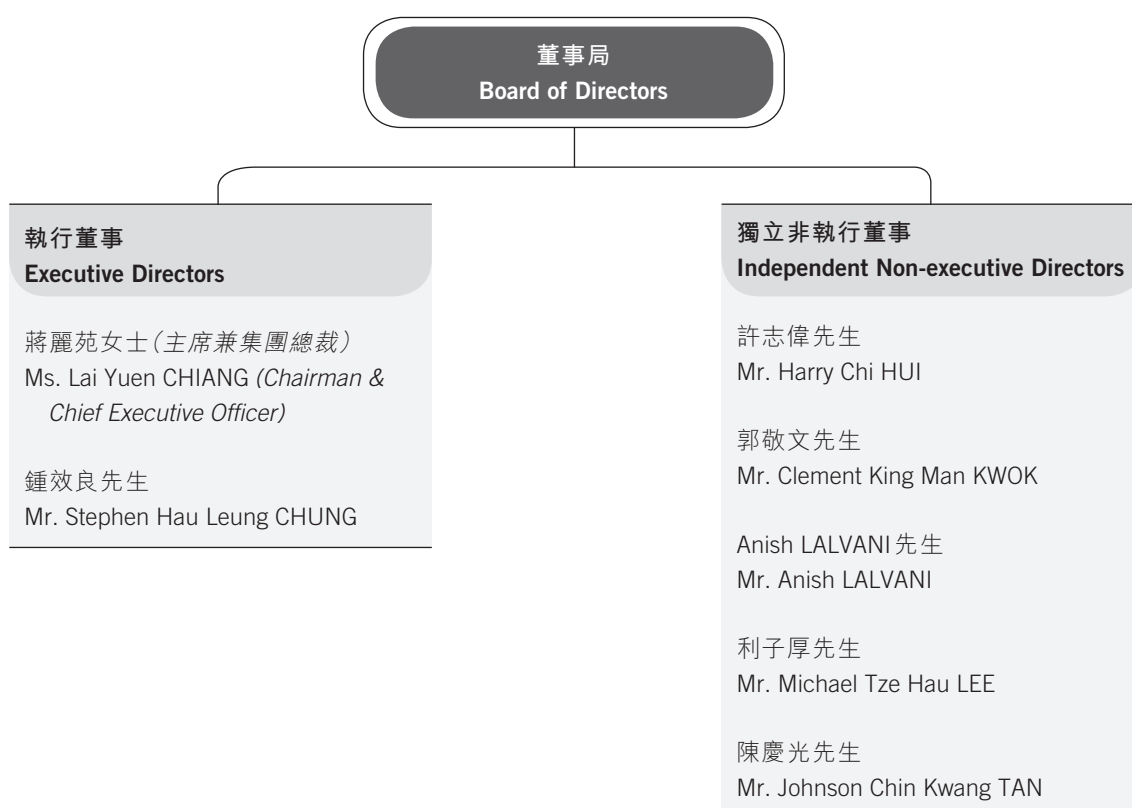 董事局
Board of Directors
執行董事
Executive Directors
蔣麗苑女士(主席兼集團總裁)
Ms. Lai Yuen CHIANG (Chairman &
Chief Executive Officer)
鍾效良先生
Mr. Stephen Hau Leung CHUNG
獨立非執行董事
Independent Non-executive Directors
許志偉先生
Mr. Harry Chi HUI
郭敬文先生
Mr. Clement King Man KWOK
Anish LALVANI先生
Mr. Anish LALVANI
利子厚先生
Mr. Michael Tze Hau LEE
陳慶光先生
Mr. Johnson Chin Kwang TAN